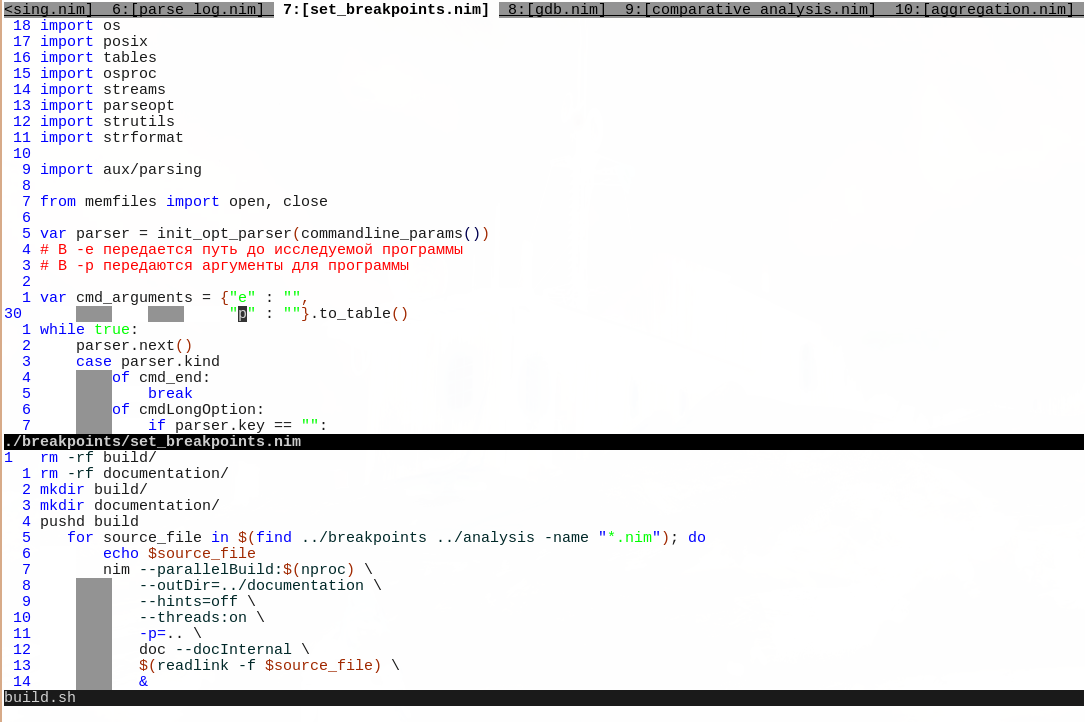 <sing.nim]  6:[parse_log.nim]  7:[set_breakpoints.nim]  8:[gdb.nim]  9:[comparative_analysis.nim]  10:[aggregation.nim]
18 import os
17 import posix
16 import tables
15 import osproc
14 import streams
13 import parseopt
12 import strutils
11 import strformat
10
9 import aux/parsing
8
7 from memfiles import open, close
6
5 var parser = init_opt_parser(commandline_params())
4 # В -e передается путь до исследуемой программы
3 # В -p передаются аргументы для программы
2
1 var cmd_arguments = {"e" : "",
30                       "p" : ""}.to_table()
1 while true:
2     parser.next()
3     case parser.kind
4         of cmd_end:
5             break
6         of cmdLongOption:
7             if parser.key == "":
./breakpoints/set_breakpoints.nim
1   rm -rf build/
1 rm -rf documentation/
2 mkdir build/
3 mkdir documentation/
4 pushd build
5    for source_file in $(find ../breakpoints ../analysis -name "*.nim"); do
6        echo $source_file
7        nim --parallelBuild:$(nproc) \
8            --outDir=../documentation \
9            --hints=off \
10            --threads:on \
11            -p=.. \
12            doc --docInternal \
13            $(readlink -f $source_file) \
14            &
build.sh